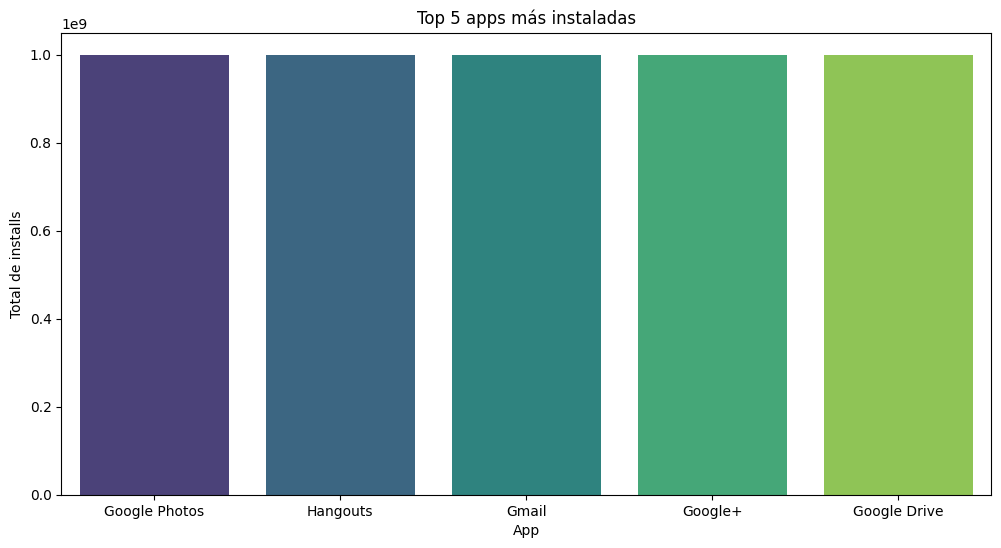 Top 5 apps más instaladas
1e9
1.0
0.8
0.6
0.4
0.2
0.0
Total de installs
Google Photos
Hangouts
Gmail
Google+
Google Drive
App